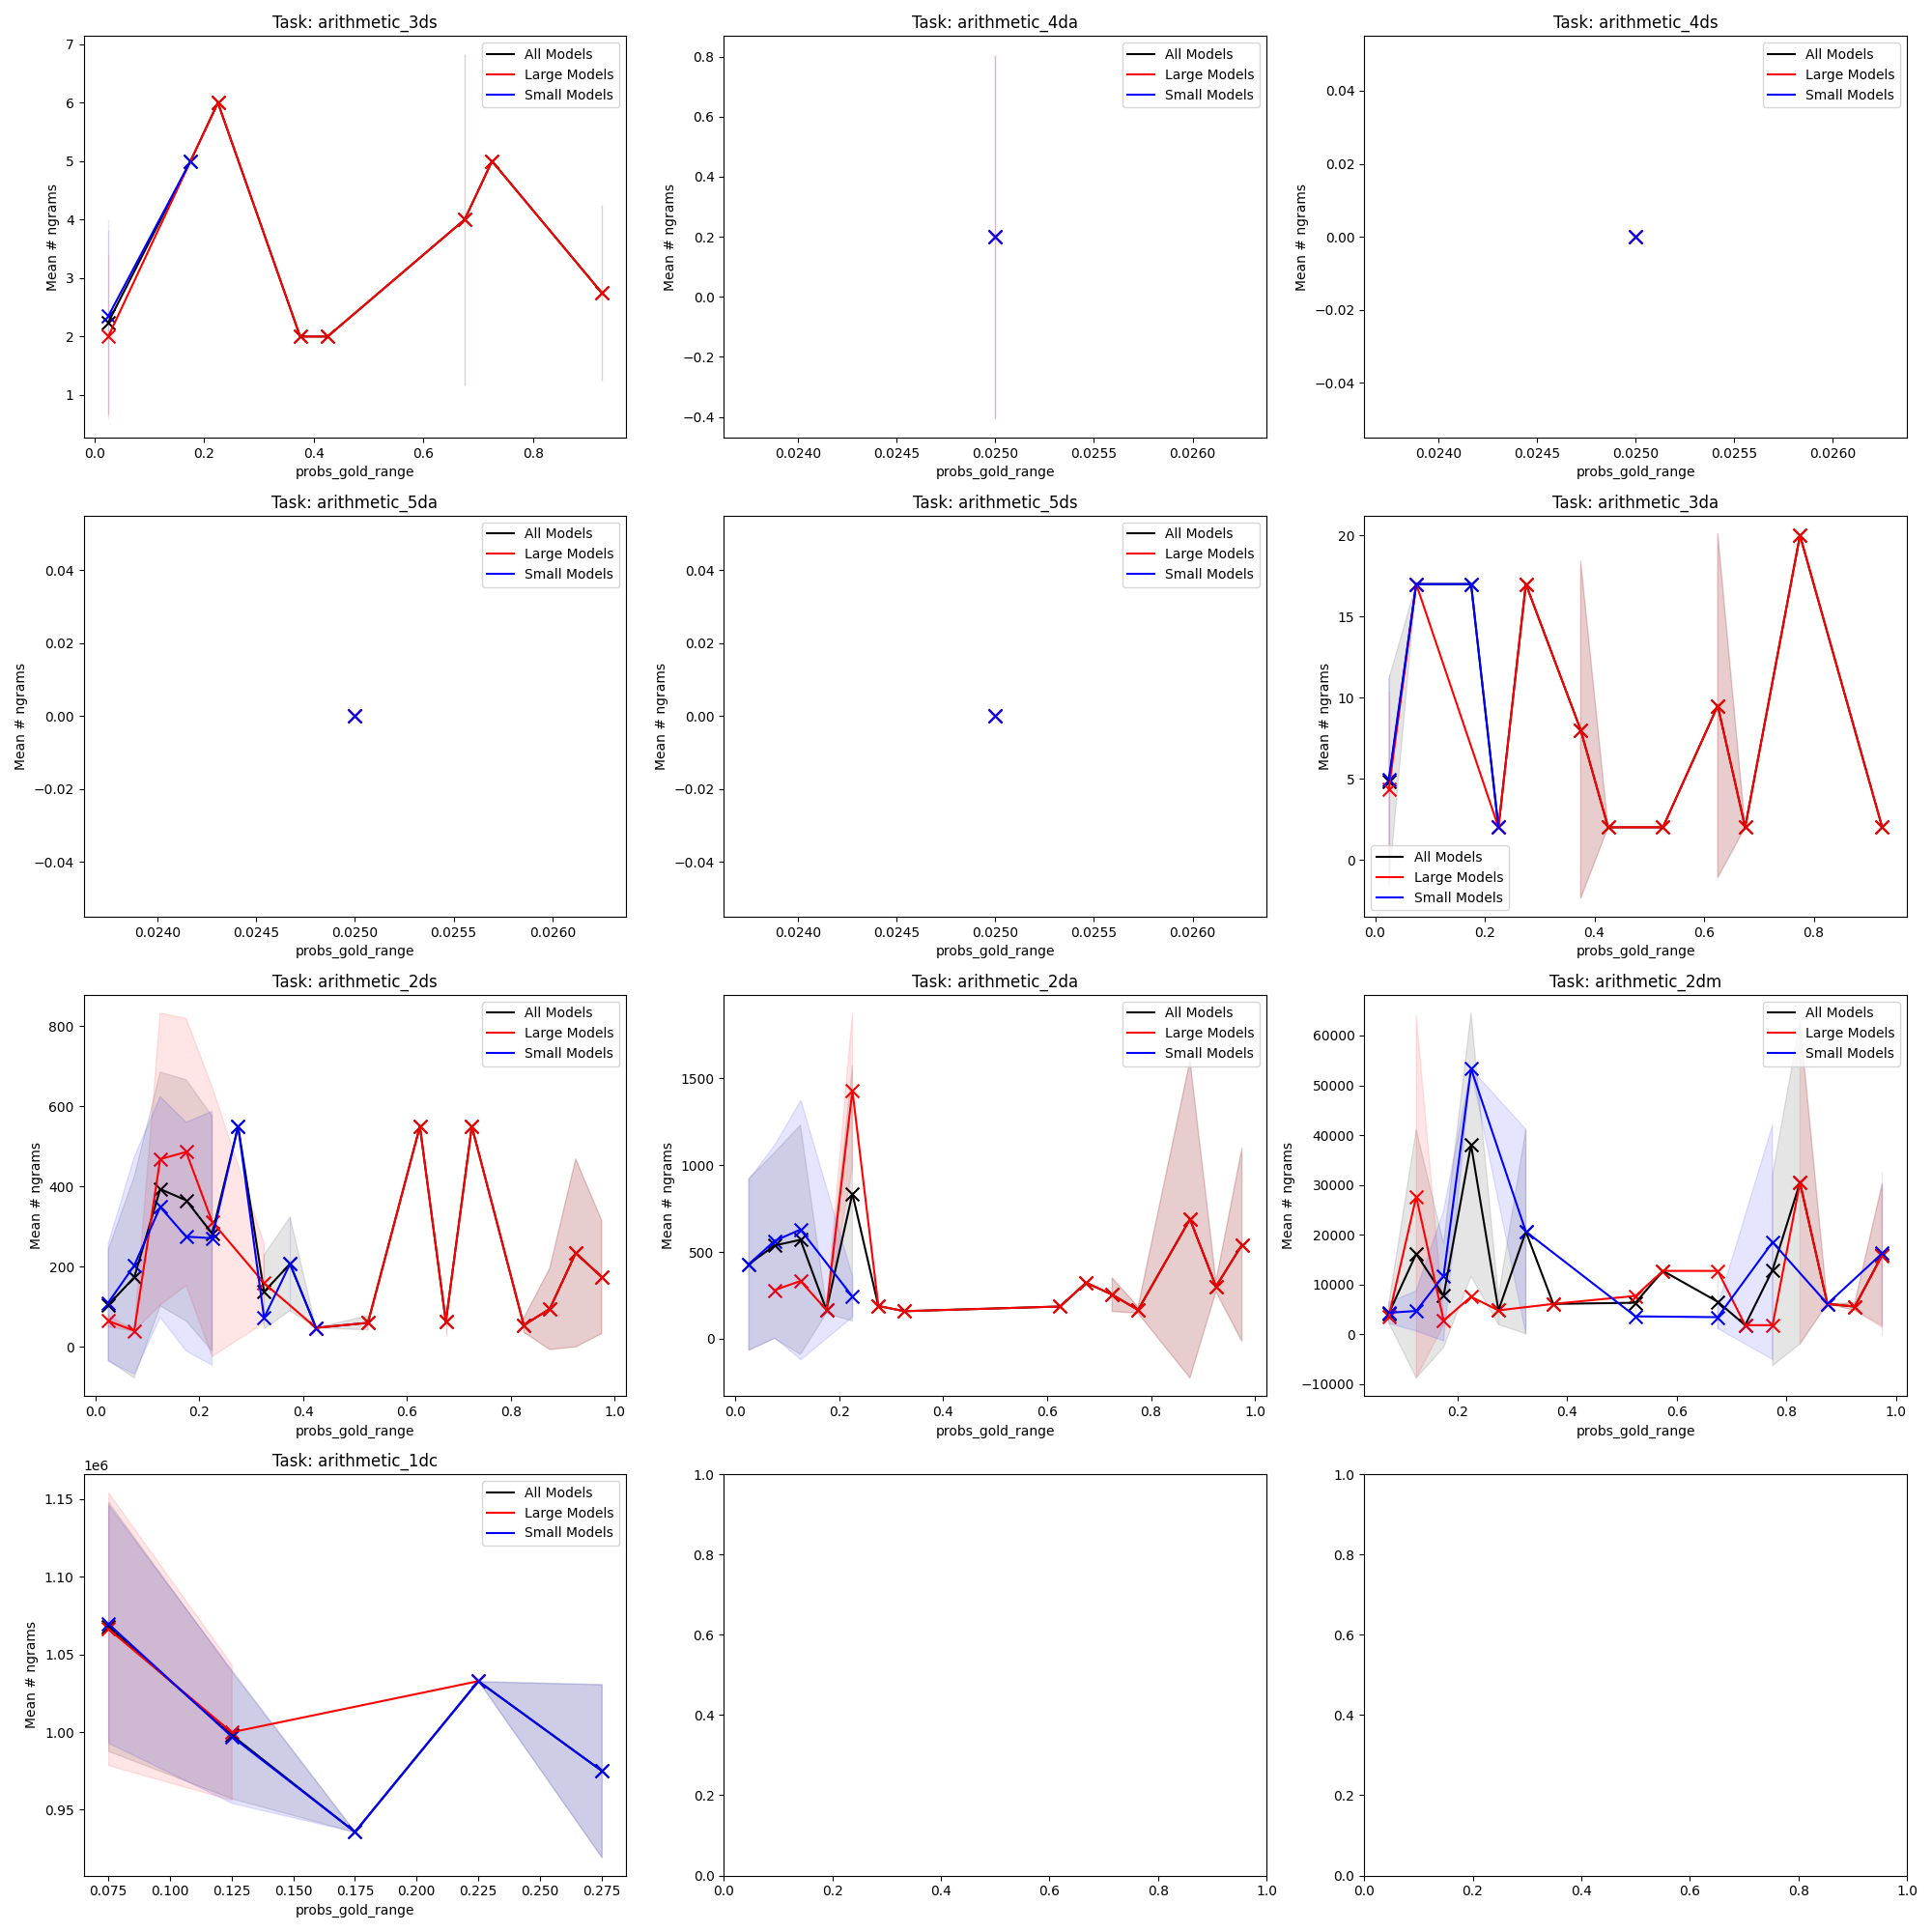 Task: arithmetic_3ds
Mean # ngrams
7
6
5
4
3
2
1
All Models
Large Models
Small Models
0.0 0.2 0.4 0.6 0.8
probs_gold_range
Task: arithmetic_4da
Mean # ngrams
0.8
0.6
0.4
0.2
0.0
−0.2
−0.4
All Models
Large Models
Small Models
0.0240 0.0245 0.0250 0.0255 0.0260
probs_gold_range
Task: arithmetic_4ds
Mean # ngrams
0.04
0.02
0.00
−0.02
−0.04
All Models
Large Models
Small Models
0.0240 0.0245 0.0250 0.0255 0.0260
probs_gold_range
Task: arithmetic_5da
Mean # ngrams
0.04
0.02
0.00
−0.02
−0.04
All Models
Large Models
Small Models
0.0240 0.0245 0.0250 0.0255 0.0260
probs_gold_range
Task: arithmetic_5ds
Mean # ngrams
0.04
0.02
0.00
−0.02
−0.04
All Models
Large Models
Small Models
0.0240 0.0245 0.0250 0.0255 0.0260
probs_gold_range
Task: arithmetic_3da
Mean # ngrams
20
15
10
5
0
All Models
Large Models
Small Models
0.0 0.2 0.4 0.6 0.8
probs_gold_range
Task: arithmetic_2ds
Mean # ngrams
800
600
400
200
0
All Models
Large Models
Small Models
0.0 0.2 0.4 0.6 0.8 1.0
probs_gold_range
Task: arithmetic_2da
Mean # ngrams
1500
1000
500
0
All Models
Large Models
Small Models
0.0 0.2 0.4 0.6 0.8 1.0
probs_gold_range
Task: arithmetic_2dm
Mean # ngrams
60000
50000
40000
30000
20000
10000
0
−10000
All Models
Large Models
Small Models
0.2 0.4 0.6 0.8 1.0
probs_gold_range
Task: arithmetic_1dc
1e6
Mean # ngrams
1.15
1.10
1.05
1.00
0.95
All Models
Large Models
Small Models
0.075 0.100 0.125 0.150 0.175 0.200 0.225 0.250 0.275
probs_gold_range
1.0
0.8
0.6
0.4
0.2
0.0
0.0 0.2 0.4 0.6 0.8 1.0
1.0
0.8
0.6
0.4
0.2
0.0
0.0 0.2 0.4 0.6 0.8 1.0